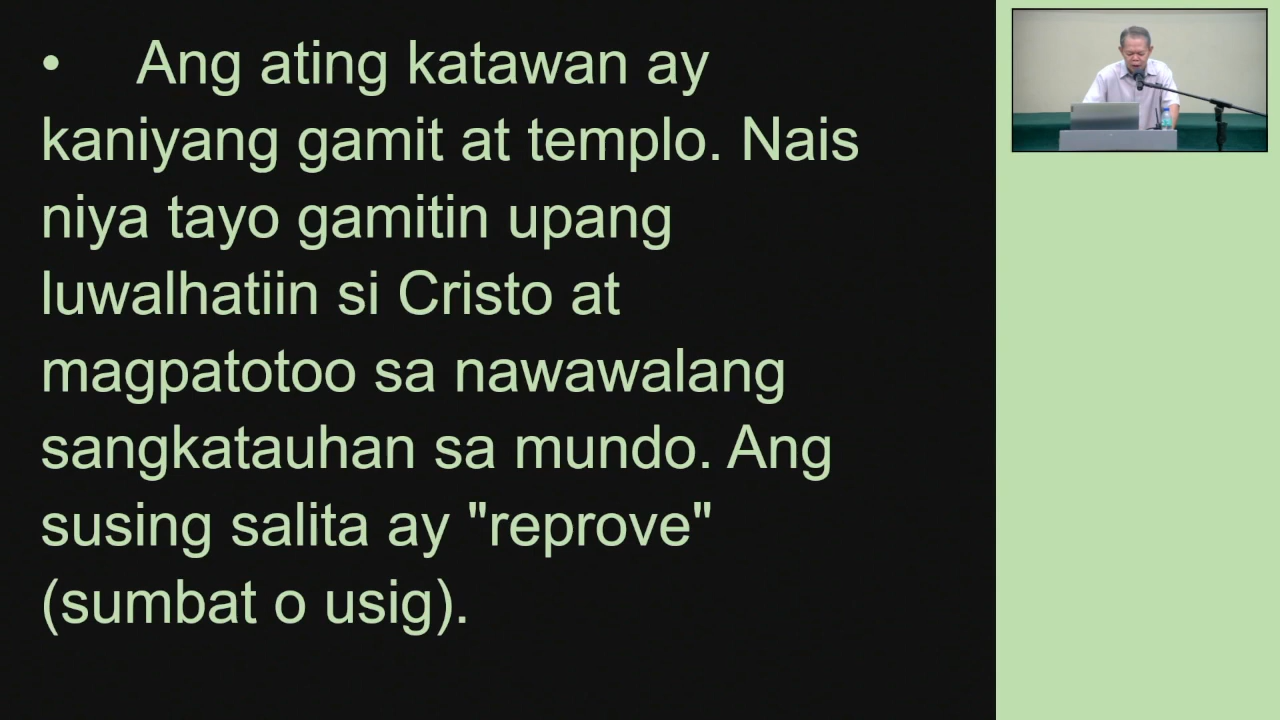 • Ang ating katawan ay
kaniyang gamit at templo. Nais
niya tayo gamitin upang
luwalhatiin si Cristo at
magpatotoo sa nawawalang
sangkatauhan sa mundo. Ang
susing salita ay "reprove"
(sumbat o usig).